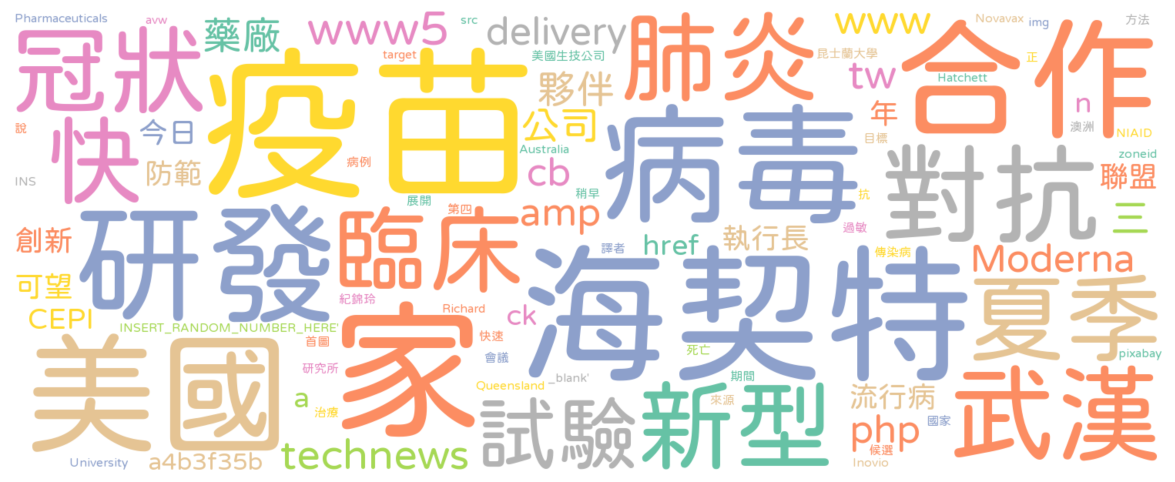 Pharmaceuticals
avw
藥廠
www5
src
delivery
美國生技公司
肺炎
www
Novavax
img
方法
冠狀
target
夥伴
昆士蘭大學
正
合作
疫苗
tw
Hatchett
年
n
說
快
今日
公司
病毒
目標
澳洲
NIAID
INS
防範
病例
Australia
cb
稍早
抗
對抗
zoneid
聯盟
展開
第四
amp
過敏
三
創新
研發
臨床
href
譯者
執行長
傳染病
Moderna
可望
紀錦玲
海契特
夏季
CEPI
INSERT_RANDOM_NUMBER_HERE'
Richard
ck
首圖
快速
死亡
pixabay
美國
研究所
家
會議
期間
Queensland
_blank'
a
治療
試驗
新型
來源
流行病
武漢
國家
php
候選
University
a4b3f35b
technews
Inovio